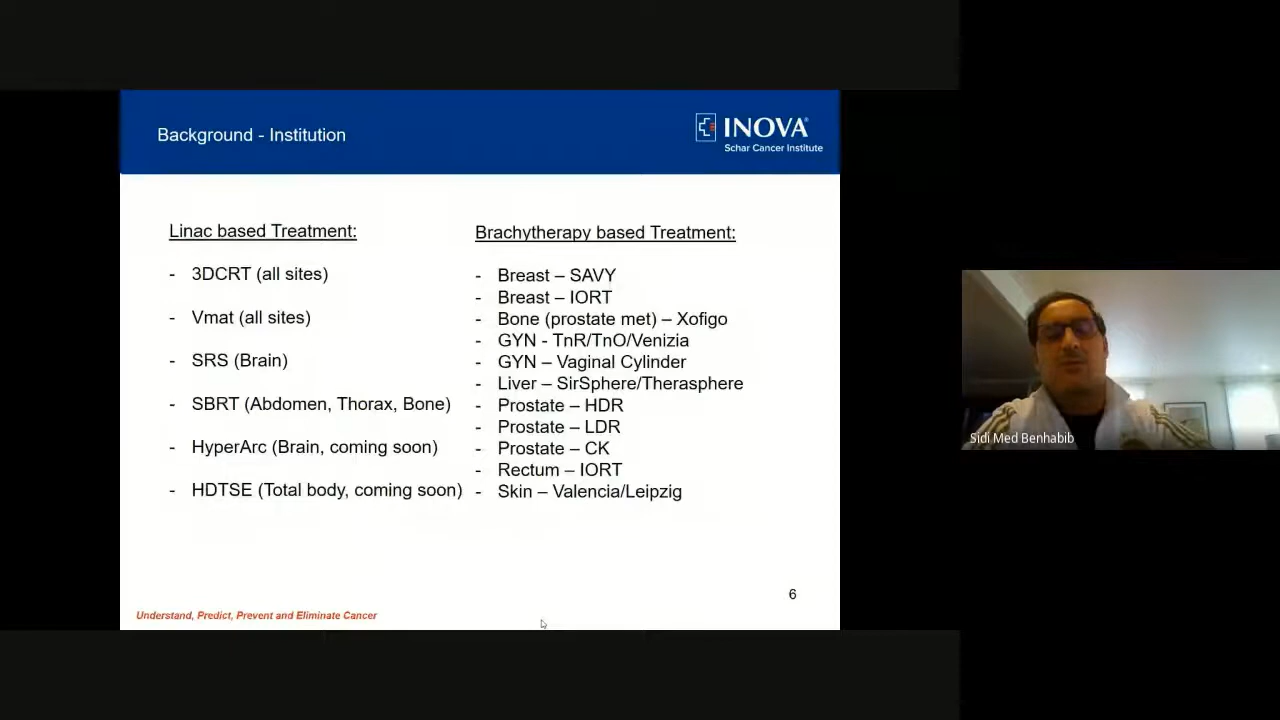 Background - Institution
INOVA
Schar Cancer Institute
Linac based Treatment:
- 3DCRT (all sites)
- Vmat (all sites)
- SRS (Brain)
- SBRT (Abdomen, Thorax, Bone)
- HyperArc (Brain, coming soon)
- HDTSE (Total body, coming soon)
Brachytherapy based Treatment:
- Breast – SAVY
- Breast – IORT
- Bone (prostate met) – Xofigo
- GYN - TnR/TnO/Venizia
- GYN – Vaginal Cylinder
- Liver – SirSphere/Therasphere
- Prostate – HDR
- Prostate – LDR
- Prostate – CK
- Rectum – IORT
- Skin – Valencia/Leipzig
6
Understand, Predict, Prevent and Eliminate Cancer
Sidi Med Benhabib